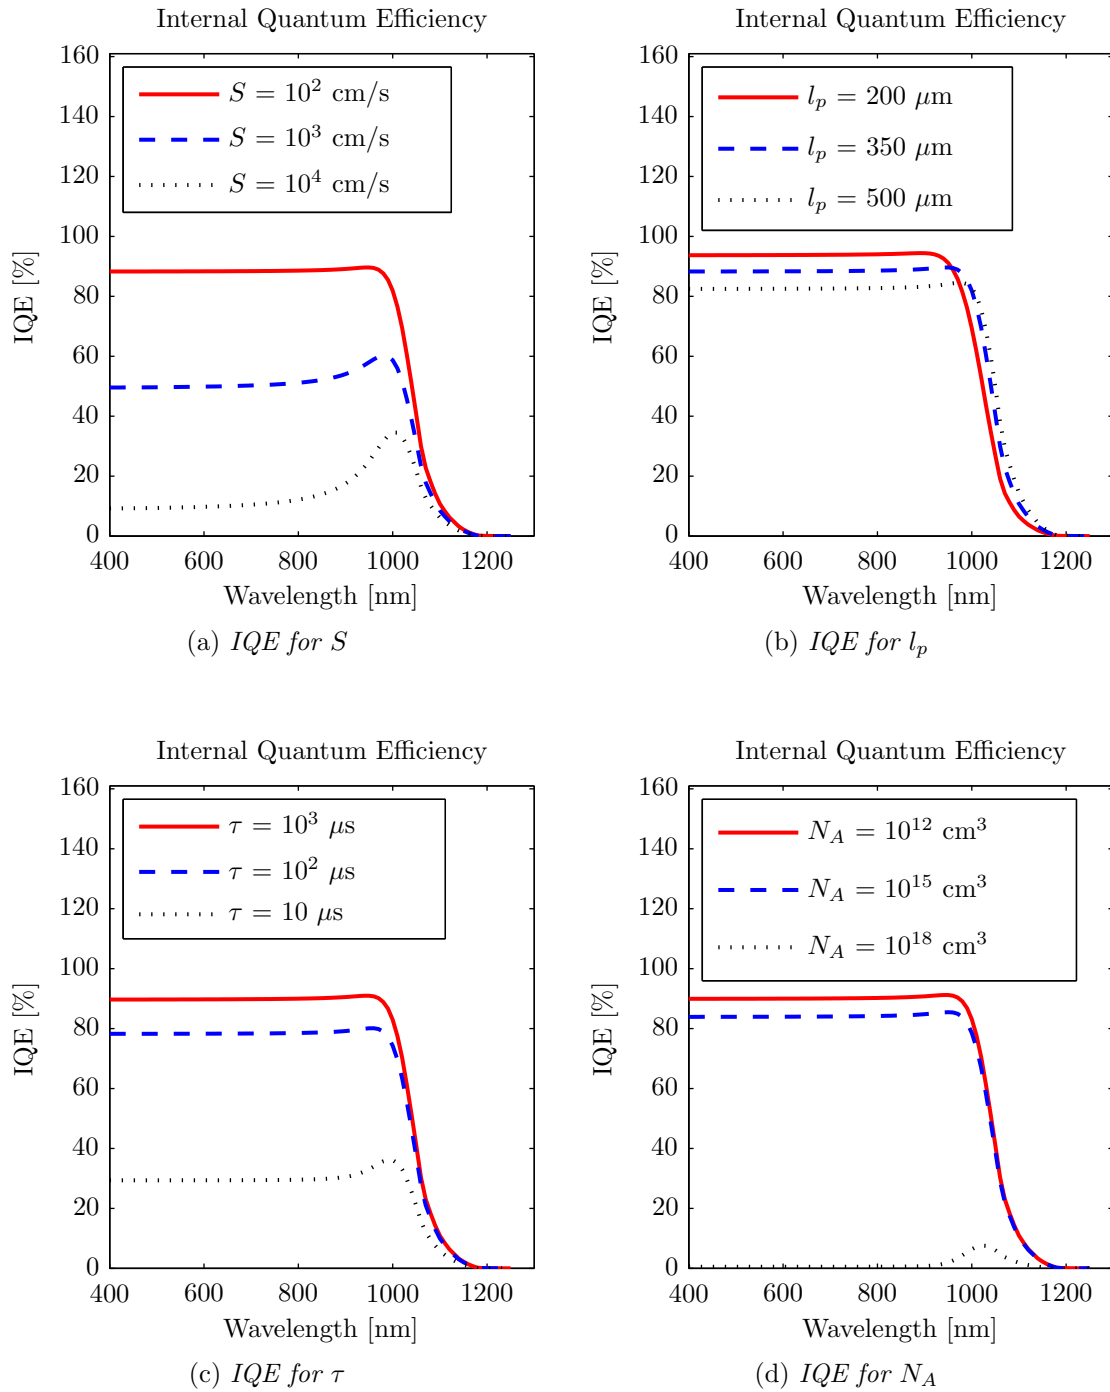 Internal Quantum Efficiency
160
140
120
100
80
60
40
20
0
IQE [%]
S = 10² cm/s
S = 10³ cm/s
S = 10⁴ cm/s
400 600 800 1000 1200
Wavelength [nm]
(a) IQE for S
Internal Quantum Efficiency
160
140
120
100
80
60
40
20
0
IQE [%]
l_p = 200 μm
l_p = 350 μm
l_p = 500 μm
400 600 800 1000 1200
Wavelength [nm]
(b) IQE for l_p
Internal Quantum Efficiency
160
140
120
100
80
60
40
20
0
IQE [%]
τ = 10³ μs
τ = 10² μs
τ = 10 μs
400 600 800 1000 1200
Wavelength [nm]
(c) IQE for τ
Internal Quantum Efficiency
160
140
120
100
80
60
40
20
0
IQE [%]
N_A = 10¹² cm³
N_A = 10¹⁵ cm³
N_A = 10¹⁸ cm³
400 600 800 1000 1200
Wavelength [nm]
(d) IQE for N_A